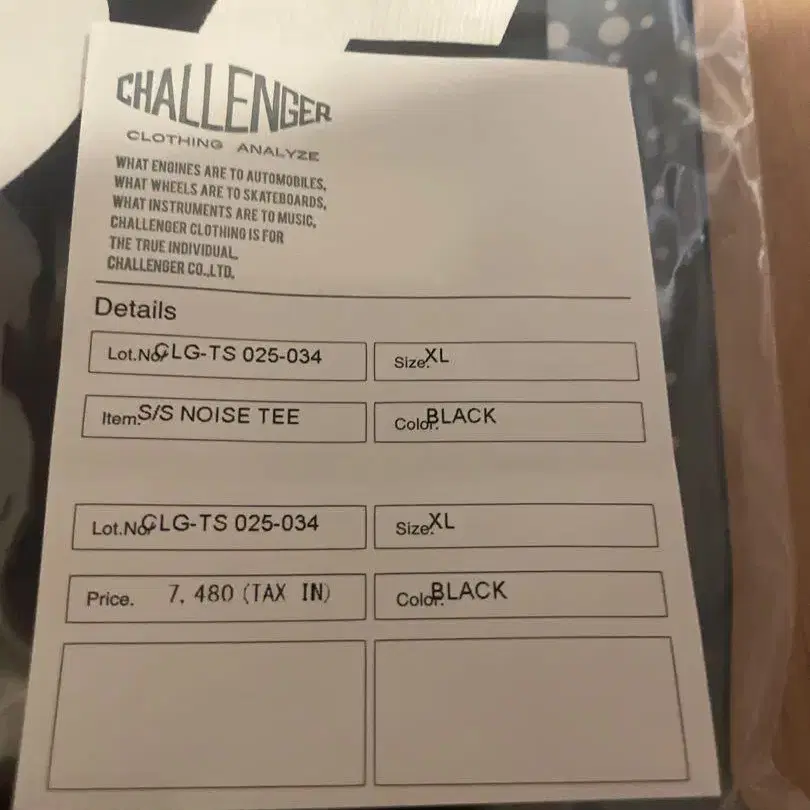 CHALLENGER
CLOTHING ANALYZE
WHAT ENGINES ARE TO AUTOMOBILES,
WHAT WHEELS ARE TO SKATEBOARDS,
WHAT INSTRUMENTS ARE TO MUSIC,
CHALLENGER CLOTHING IS FOR
THE TRUE INDIVIDUAL.
CHALLENGER CO.,LTD.
Details
Lot.No. CLG-TS 025-034 Size. XL
Item. S/S NOISE TEE Color. BLACK
Lot.No. CLG-TS 025-034 Size. XL
Price. 7,480 (TAX IN) Color. BLACK